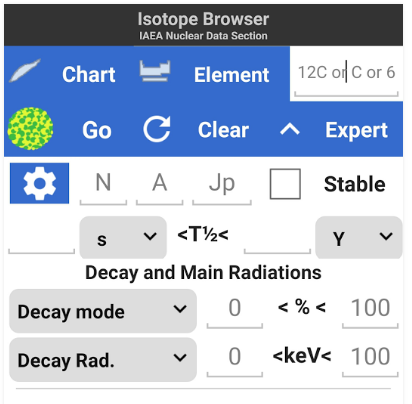 Isotope Browser
IAEA Nuclear Data Section
Chart Element 12C or C or 6
Go Clear Expert
N A Jp Stable
s <T½< Y
Decay and Main Radiations
Decay mode 0 < % < 100
Decay Rad. 0 <keV< 100